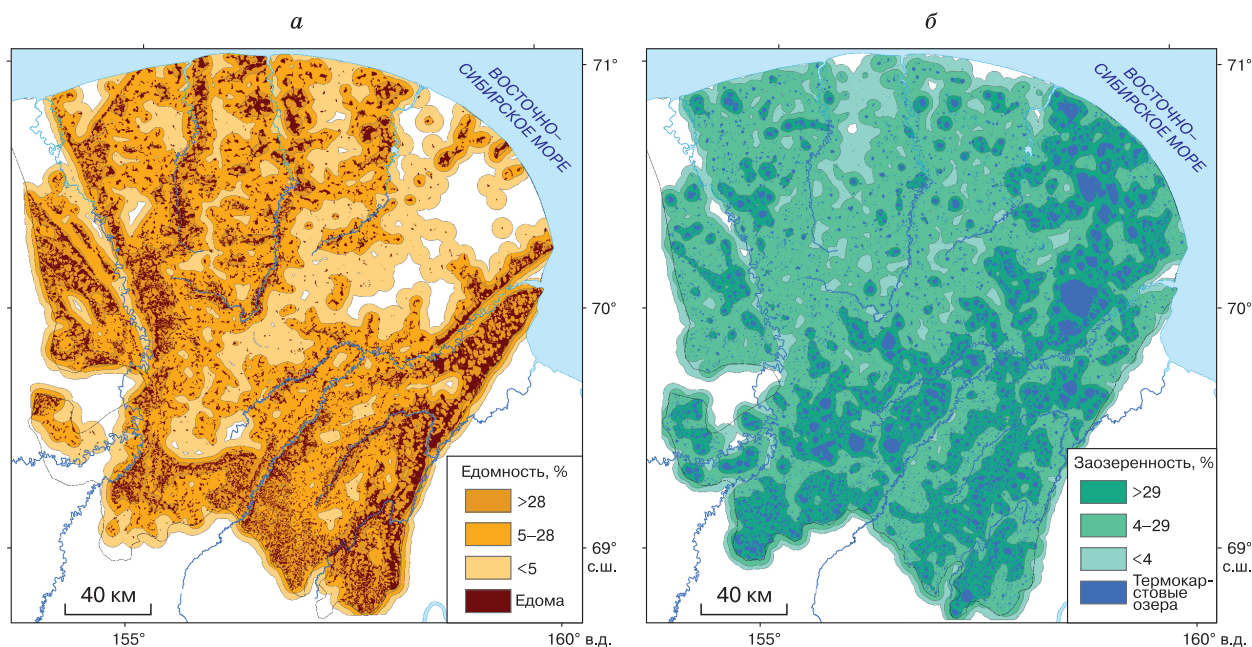 а
б
71°
ВОСТОЧНО–
СИБИРСКОЕ МОРЕ
70°
69°
с.ш.
Едомность, %
>28
5–28
<5
Едома
40 км
155°
160° в.д.
71°
ВОСТОЧНО–
СИБИРСКОЕ МОРЕ
70°
69°
с.ш.
Заозеренность, %
>29
4–29
<4
Термокар-
стовые
озера
40 км
155°
160° в.д.